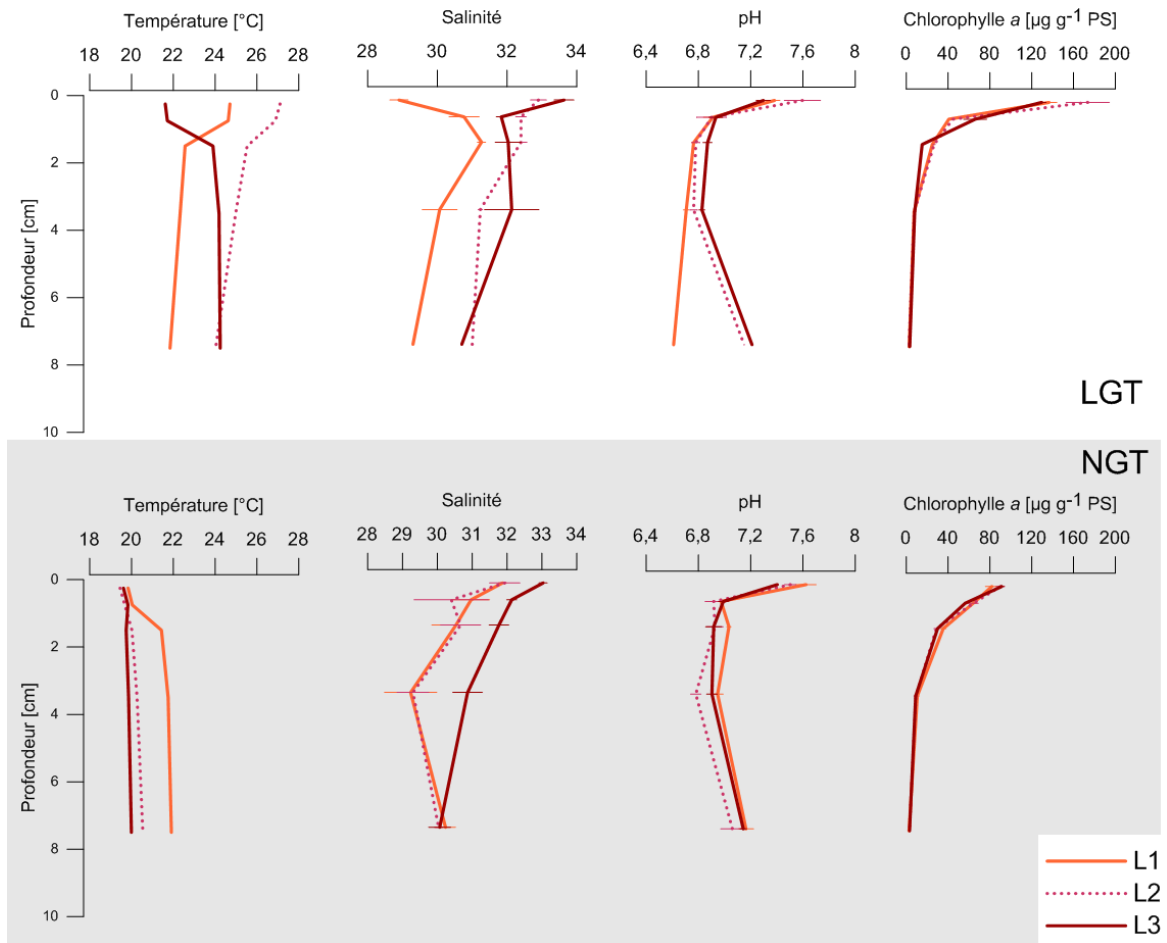 Température [°C]
18 20 22 24 26 28
Salinité
28 30 32 34
pH
6,4 6,8 7,2 7,6 8
Chlorophylle a [µg g-1 PS]
0 40 80 120 160 200
Profondeur [cm]
0
2
4
6
8
10
LGT
NGT
Température [°C]
18 20 22 24 26 28
Salinité
28 29 30 31 32 33 34
pH
6,4 6,8 7,2 7,6 8
Chlorophylle a [µg g-1 PS]
0 40 80 120 160 200
Profondeur [cm]
0
2
4
6
8
10
L1
L2
L3